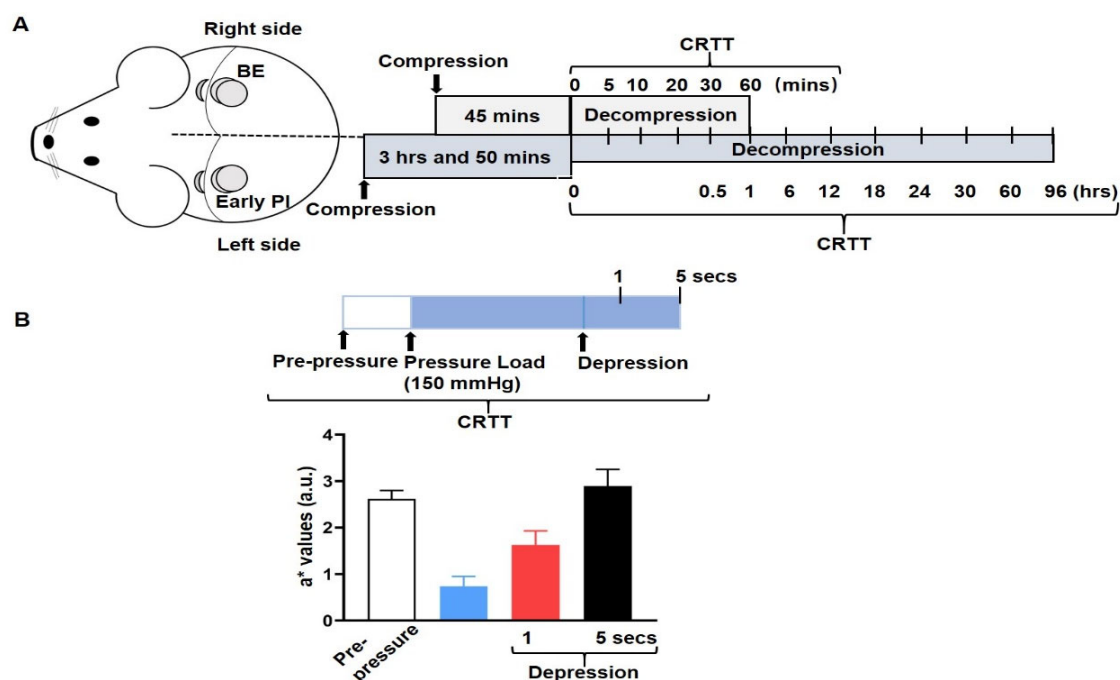 A
Right side
BE
Early PI
Left side
CRTT
Compression
0 5 10 20 30 60 (mins)
45 mins
Decompression
3 hrs and 50 mins
Decompression
Compression
0 0.5 1 6 12 18 24 30 60 96 (hrs)
CRTT
B
1 5 secs
Pre-pressure
Pressure Load
(150 mmHg)
Depression
CRTT
a* values (a.u.)
4
3
2
1
0
Pre-
pressure
1 5 secs
Depression